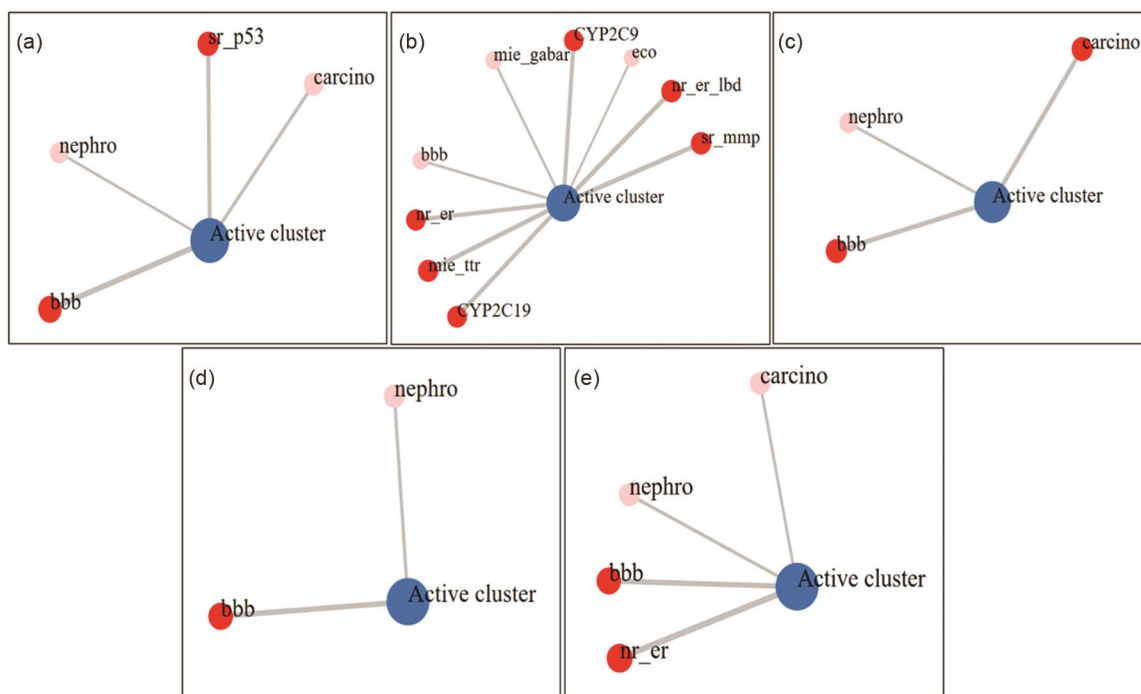 (a)
sr_p53
carcino
nephro
Active cluster
bbb
(b)
CYP2C9
mie_gabar
eco
nr_er_lbd
sr_mmp
bbb
Active cluster
nr_er
mie_ttr
CYP2C19
(c)
carcino
nephro
Active cluster
bbb
(d)
nephro
Active cluster
bbb
(e)
carcino
nephro
bbb
Active cluster
nr_er